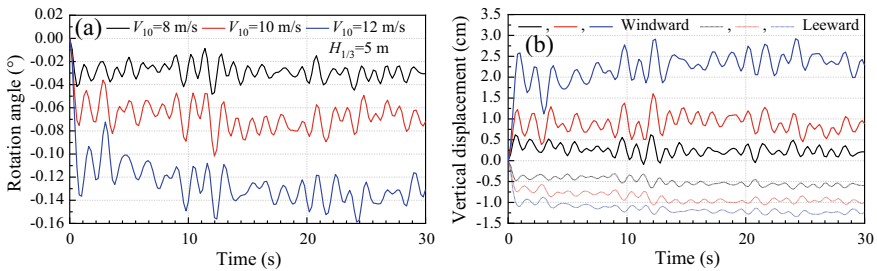 (a)
V10=8 m/s V10=10 m/s V10=12 m/s
H1/3=5 m
Rotation angle (°)
0.02
0.00
-0.02
-0.04
-0.06
-0.08
-0.10
-0.12
-0.14
-0.16
0 10 20 30
Time (s)
(b)
, , Windward , , Leeward
Vertical displacement (cm)
3.5
3.0
2.5
2.0
1.5
1.0
0.5
0.0
-0.5
-1.0
-1.5
0 10 20 30
Time (s)